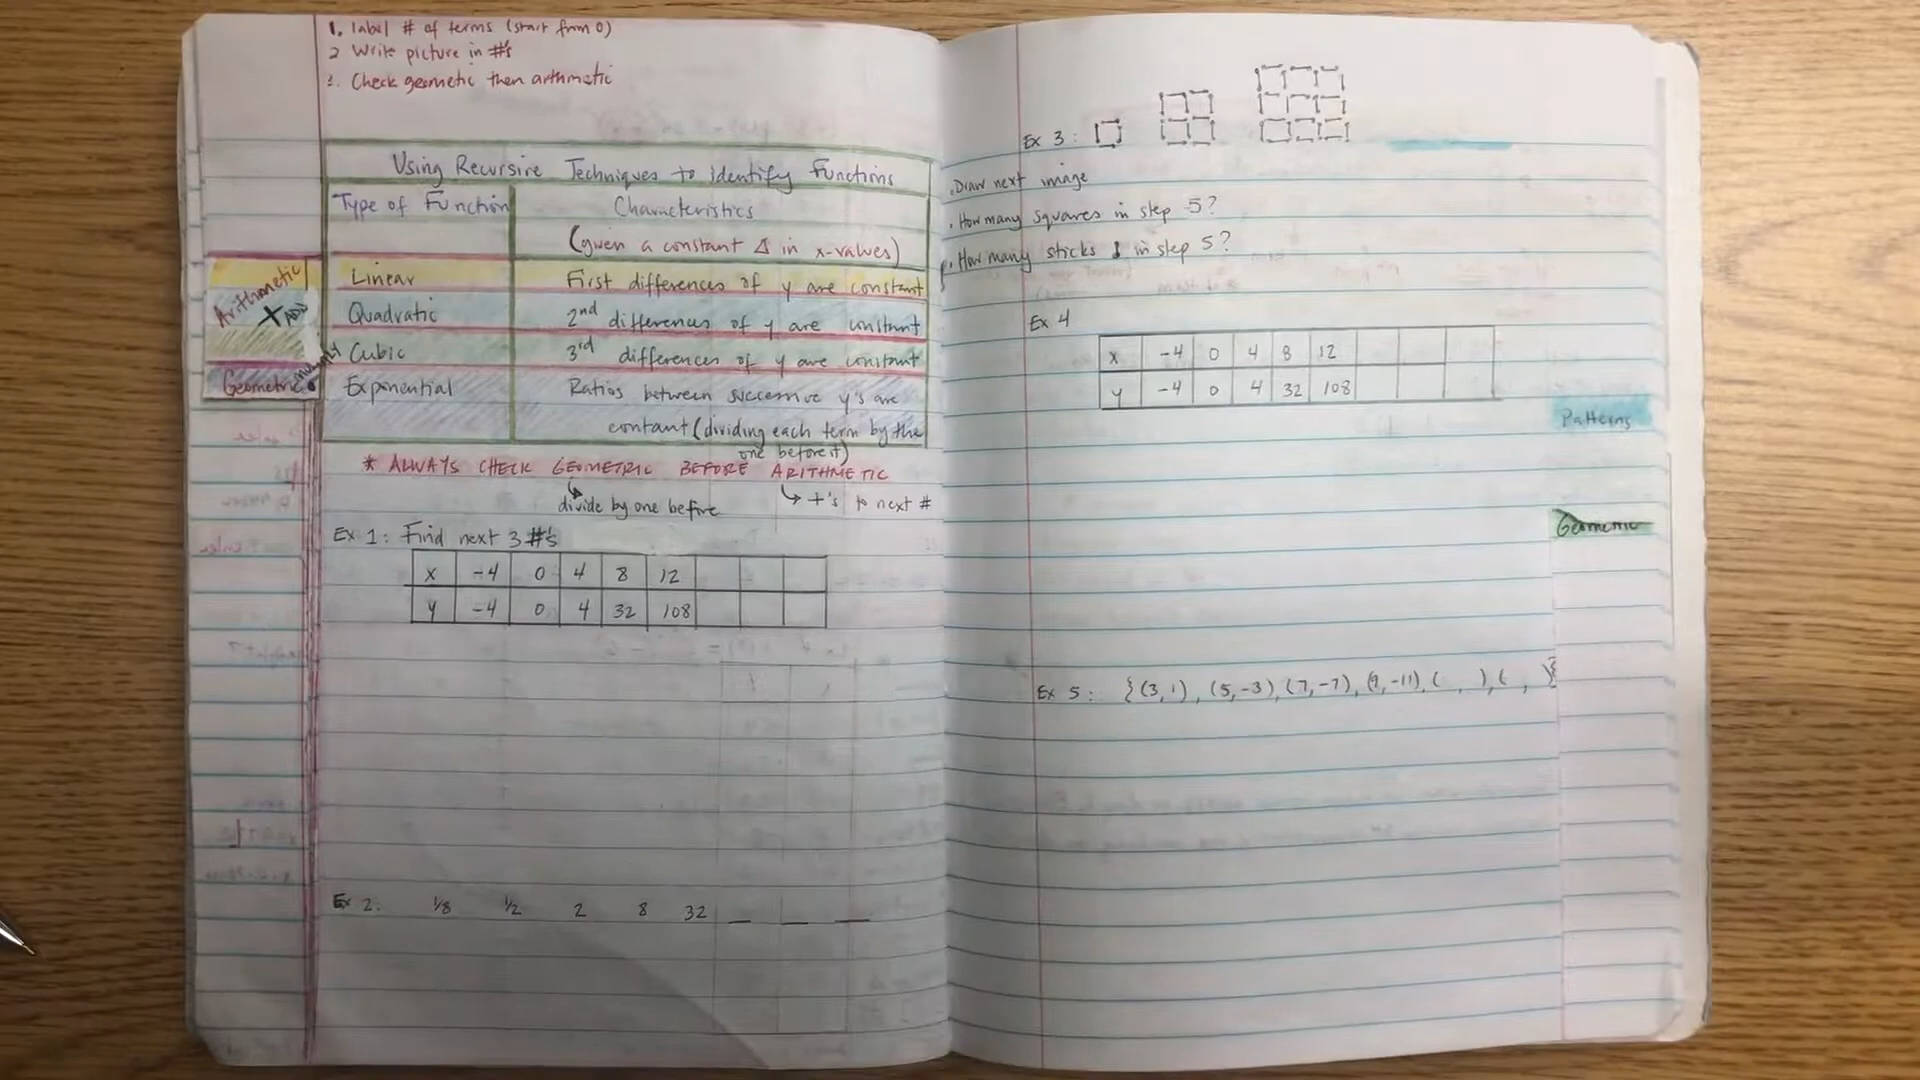 1. label # of terms (start from 0)
2 Write picture in #'s
3. Check geometic then arthmetic
Using Recursive Techniques to Identify Functions
Type of Function
Characteristics
(given a constant Δ in x-values)
Arithmetic
+ ADD
Linear
First differences of y are constant
Quadratic
2nd differences of y are constant
Cubic
3rd differences of y are constant
Geometric
Exponential
Ratios between successive y's are
contant (dividing each term by the
one before it)
* ALWAYS CHECK GEOMETRIC BEFORE ARITHMETIC
↳ divide by one before
↳ +'s to next #
Ex 1: Find next 3 #'s
x -4 0 4 8 12
y -4 0 4 32 108
Ex 2. 1/8 1/2 2 8 32 _ _ _
Ex 3:
. Draw next image
. How many squares in step 5?
. How many sticks in step 5?
Ex 4
x -4 0 4 8 12
y -4 0 4 32 108
Patterns
Geometric
Ex 5: {(3,1), (5,-3), (7,-7), (9,-11), ( , ), ( , )}